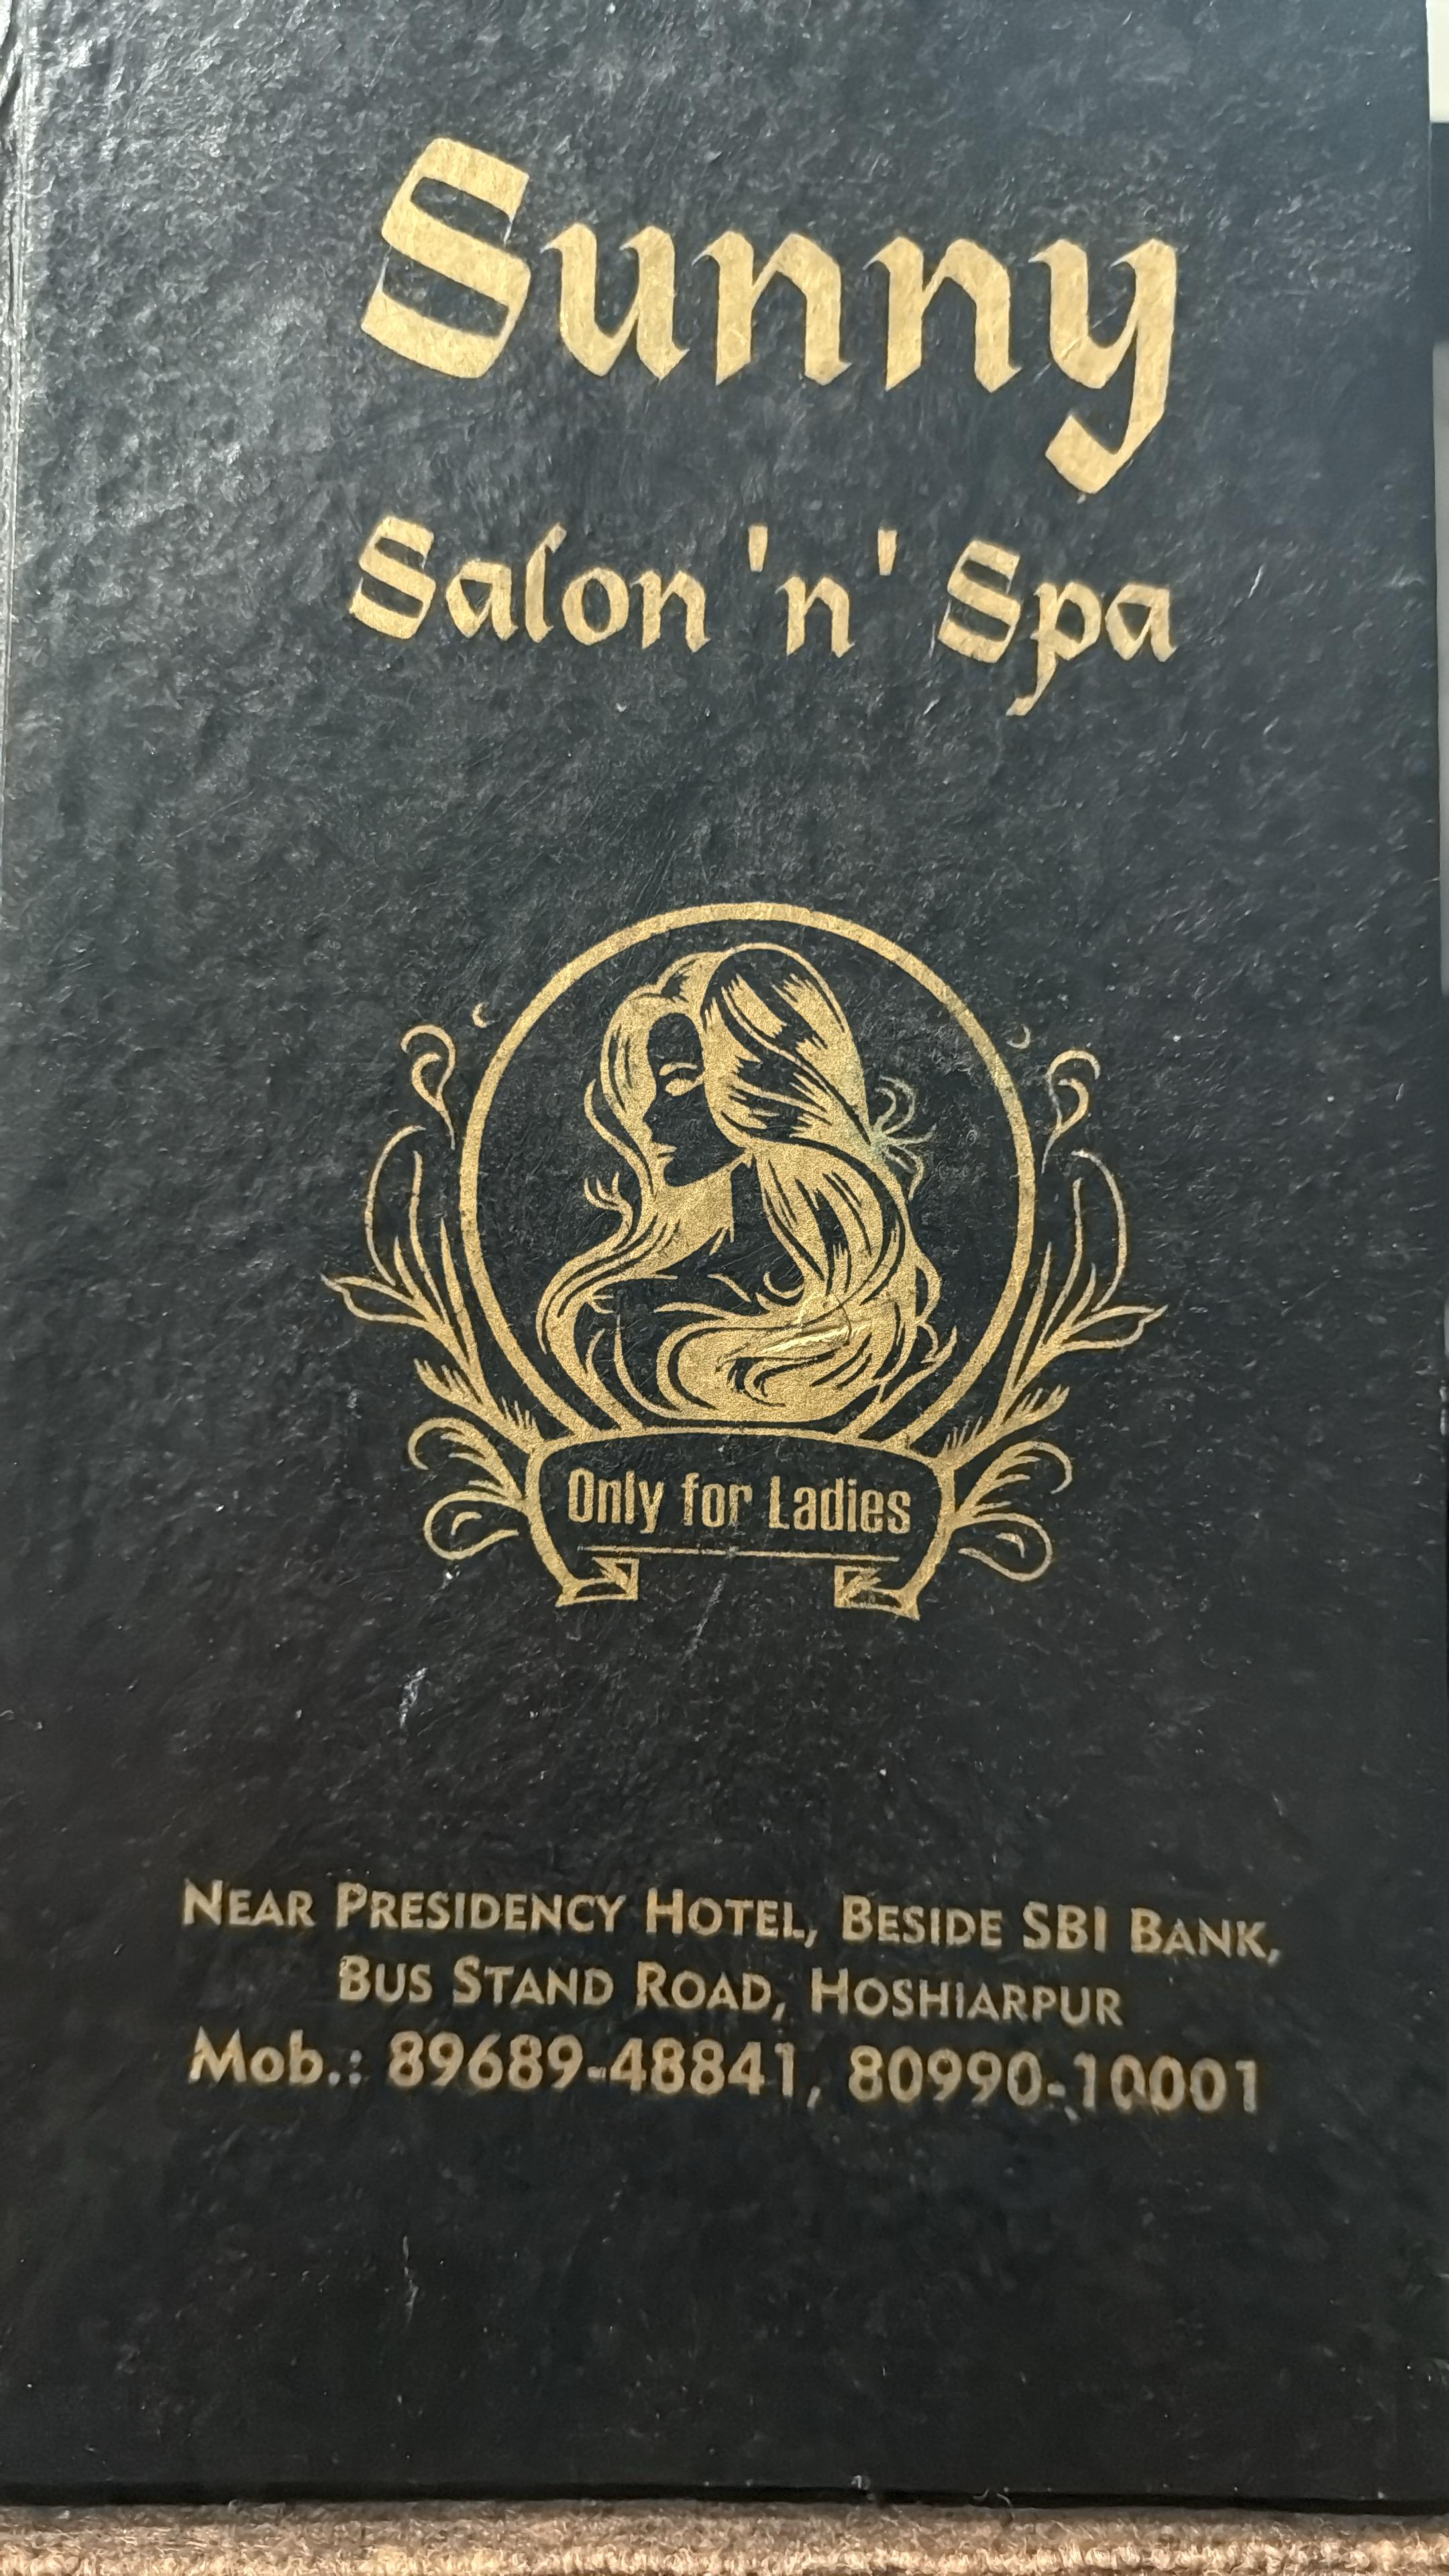 Sunny
Salon 'n' Spa
Only for Ladies
NEAR PRESIDENCY HOTEL, BESIDE SBI BANK,
BUS STAND ROAD, HOSHIARPUR
Mob.: 89689-48841, 80990-10001